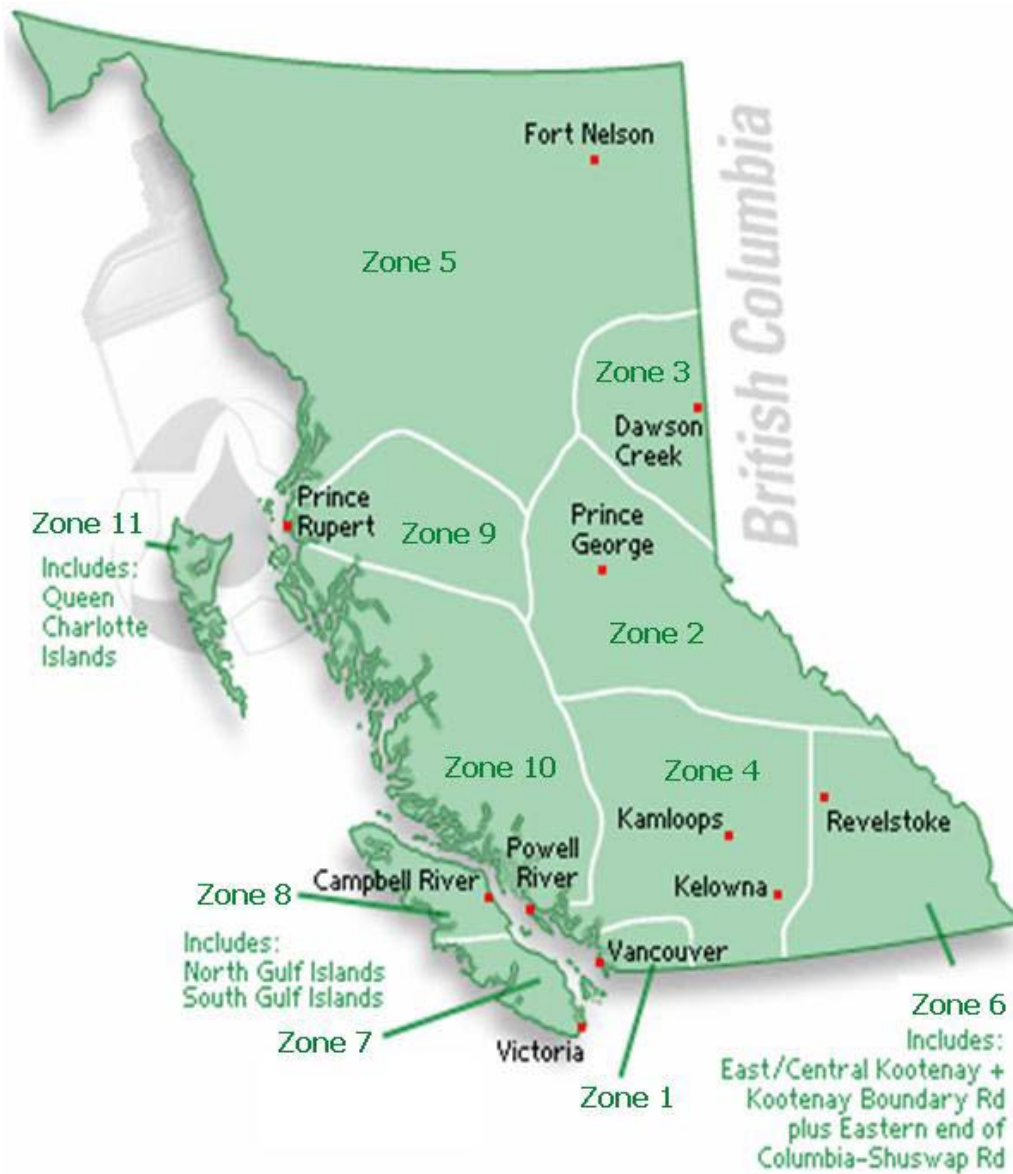 Fort Nelson
British Columbia
Zone 5
Zone 3
Dawson
Creek
Prince
Rupert
Zone 11
Includes:
Queen
Charlotte
Islands
Zone 9
Prince
George
Zone 2
Zone 10
Zone 4
Kamloops
Revelstoke
Powell
River
Campbell River
Kelowna
Zone 8
Includes:
North Gulf Islands
South Gulf Islands
Vancouver
Zone 7
Victoria
Zone 1
Zone 6
Includes:
East/Central Kootenay +
Kootenay Boundary Rd
plus Eastern end of
Columbia-Shuswap Rd